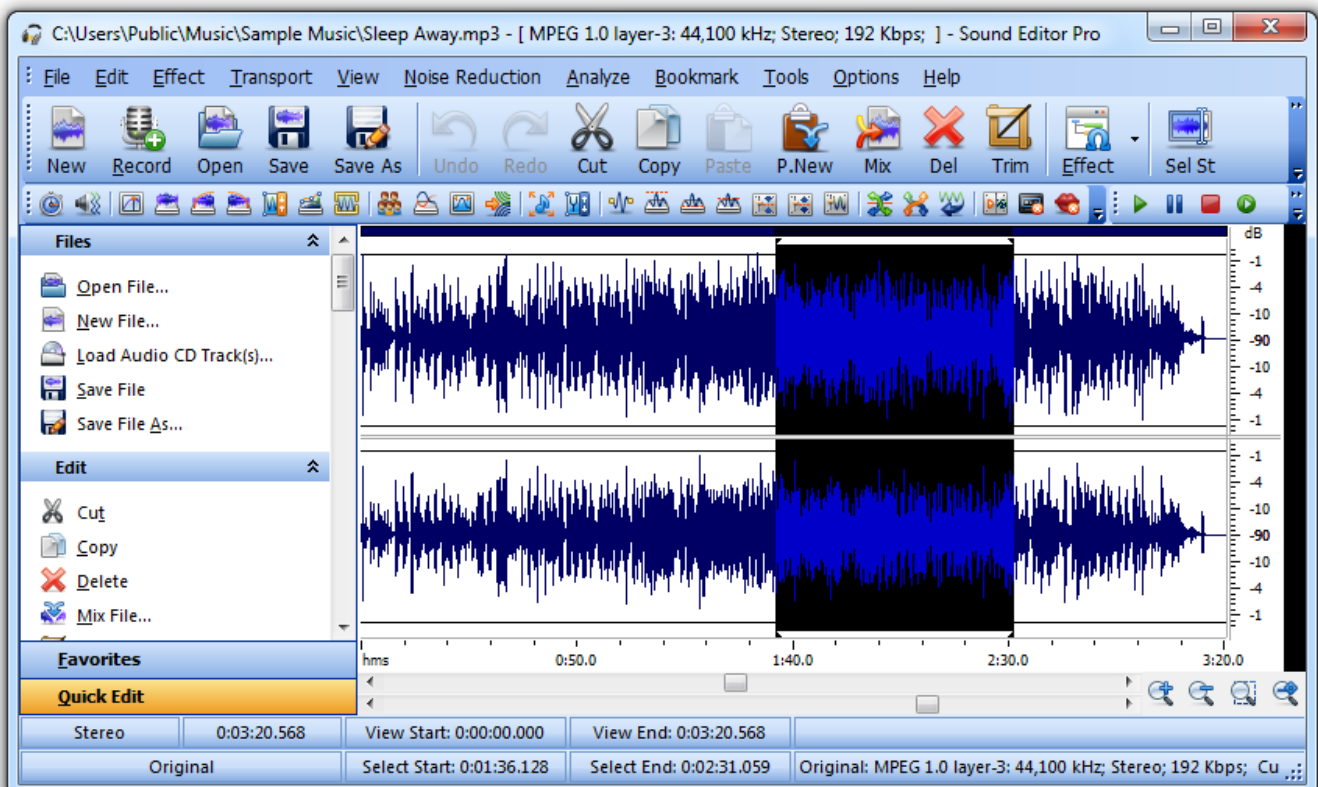 C:\Users\Public\Music\Sample Music\Sleep Away.mp3 - [ MPEG 1.0 layer-3: 44,100 kHz; Stereo; 192 Kbps; ] - Sound Editor Pro
File Edit Effect Transport View Noise Reduction Analyze Bookmark Tools Options Help
New Record Open Save Save As Undo Redo Cut Copy Paste P.New Mix Del Trim Effect Sel St
Files
Open File...
New File...
Load Audio CD Track(s)...
Save File
Save File As...
Edit
Cut
Copy
Delete
Mix File...
Favorites
Quick Edit
dB
-1
-4
-10
-90
-10
-4
-1
-1
-4
-10
-90
-10
-4
-1
hms 0:50.0 1:40.0 2:30.0 3:20.0
Stereo 0:03:20.568 View Start: 0:00:00.000 View End: 0:03:20.568
Original Select Start: 0:01:36.128 Select End: 0:02:31.059 Original: MPEG 1.0 layer-3: 44,100 kHz; Stereo; 192 Kbps; Cu